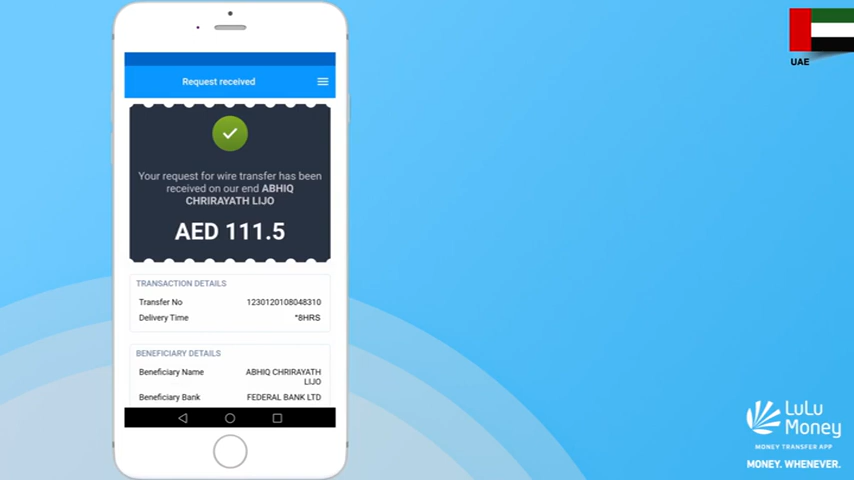 Request received
Your request for wire transfer has been
received on our end ABHIQ
CHRIRAYATH LIJO
AED 111.5
TRANSACTION DETAILS
Transfer No 1230120108048310
Delivery Time *8HRS
BENEFICIARY DETAILS
Beneficiary Name ABHIQ CHRIRAYATH
LIJO
Beneficiary Bank FEDERAL BANK LTD
UAE
LuLu
Money
MONEY TRANSFER APP
MONEY. WHENEVER.